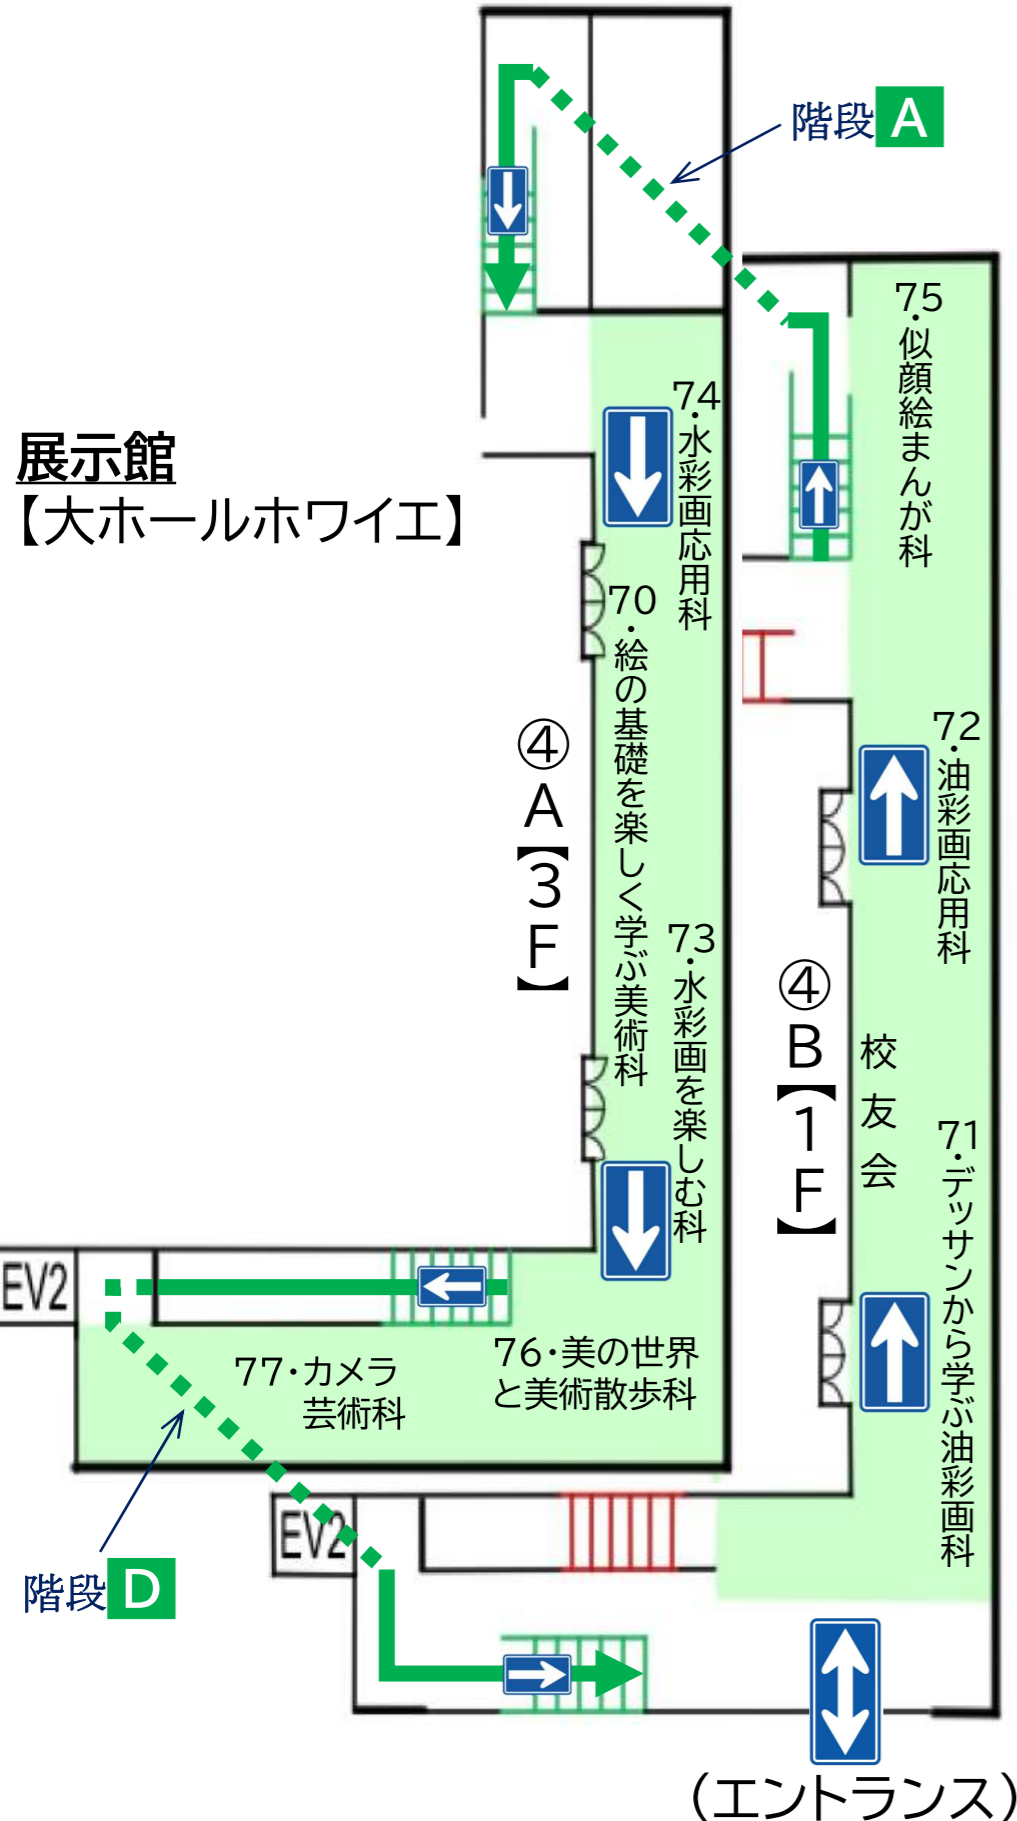 階段 A
75・似顔絵まんが科
74・水彩画応用科
展示館
【大ホールホワイエ】
70・絵の基礎を楽しく学ぶ美術科
④A【3F】
72・油彩画応用科
73・水彩画を楽しむ科
④B【1F】
校友会
71・デッサンから学ぶ油彩画科
EV2
77・カメラ
芸術科
76・美の世界
と美術散歩科
EV2
階段 D
(エントランス)